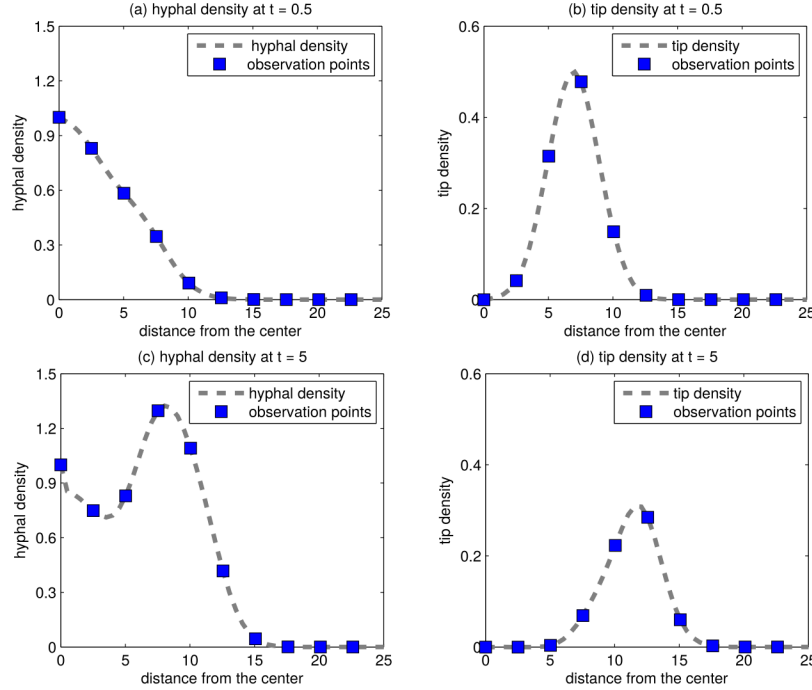 (a) hyphal density at t = 0.5
hyphal density
observation points
1.5
1.2
0.9
0.6
0.3
0
hyphal density
0 5 10 15 20 25
distance from the center
(b) tip density at t = 0.5
tip density
observation points
0.6
0.4
0.2
0
tip density
0 5 10 15 20 25
distance from the center
(c) hyphal density at t = 5
hyphal density
observation points
1.5
1.2
0.9
0.6
0.3
0
hyphal density
0 5 10 15 20 25
distance from the center
(d) tip density at t = 5
tip density
observation points
0.6
0.4
0.2
0
tip density
0 5 10 15 20 25
distance from the center